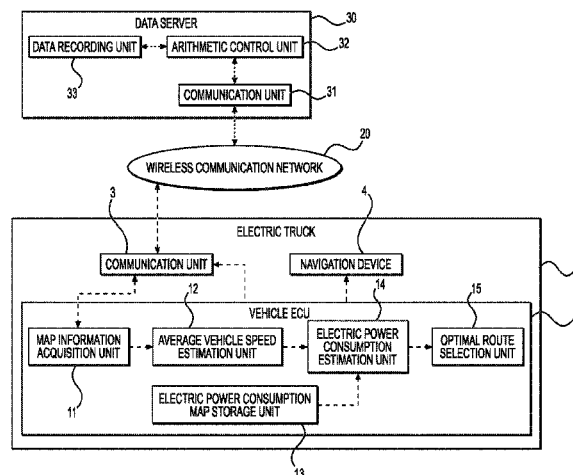 DATA SERVER
30
DATA RECORDING UNIT
ARITHMETIC CONTROL UNIT
32
33
COMMUNICATION UNIT
31
20
WIRELESS COMMUNICATION NETWORK
3
4
ELECTRIC TRUCK
COMMUNICATION UNIT
NAVIGATION DEVICE
12
VEHICLE ECU
14
15
MAP INFORMATION
ACQUISITION UNIT
AVERAGE VEHICLE SPEED
ESTIMATION UNIT
ELECTRIC POWER
CONSUMPTION
ESTIMATION UNIT
OPTIMAL ROUTE
SELECTION UNIT
11
ELECTRIC POWER CONSUMPTION
MAP STORAGE UNIT
13